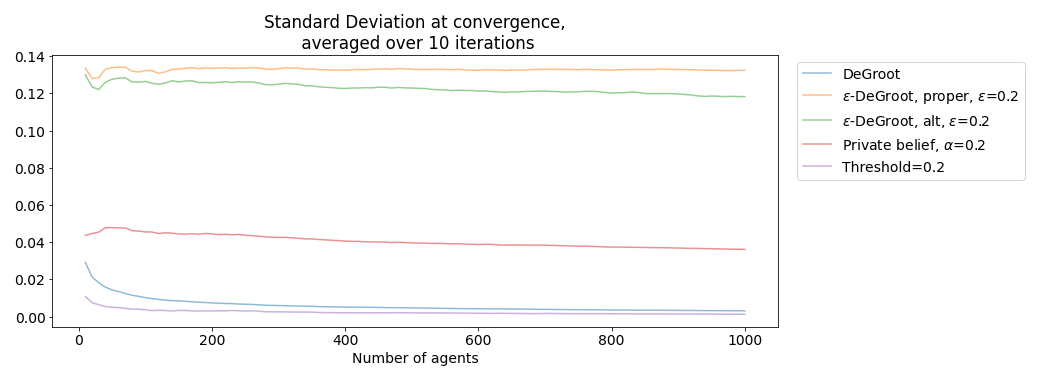 Standard Deviation at convergence,
averaged over 10 iterations
0.14
0.12
0.10
0.08
0.06
0.04
0.02
0.00
0
200
400
600
800
1000
Number of agents
DeGroot
ε-DeGroot, proper, ε=0.2
ε-DeGroot, alt, ε=0.2
Private belief, α=0.2
Threshold=0.2